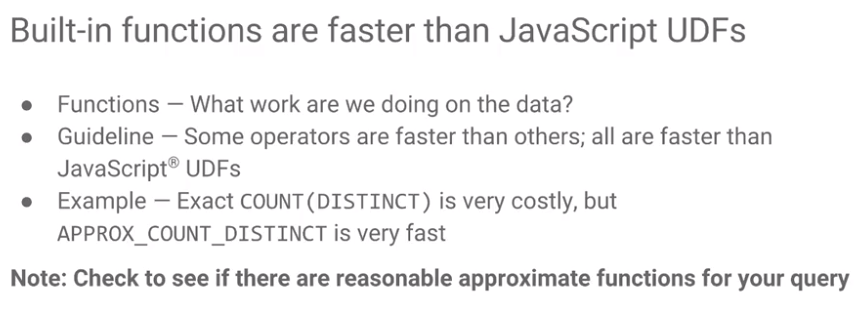 Built-in functions are faster than JavaScript UDFs
● Functions — What work are we doing on the data?
● Guideline — Some operators are faster than others; all are faster than
JavaScript® UDFs
● Example — Exact COUNT(DISTINCT) is very costly, but
APPROX_COUNT_DISTINCT is very fast
Note: Check to see if there are reasonable approximate functions for your query